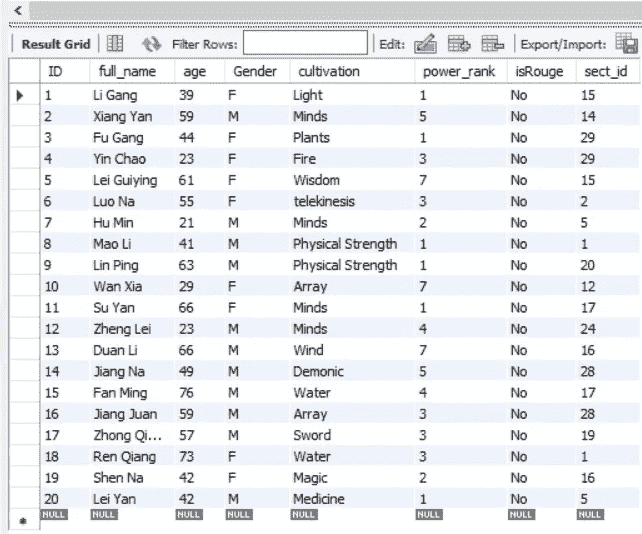 Result Grid Filter Rows: Edit: Export/Import:
ID full_name age Gender cultivation power_rank isRouge sect_id
1 Li Gang 39 F Light 1 No 15
2 Xiang Yan 59 M Minds 5 No 14
3 Fu Gang 44 F Plants 1 No 29
4 Yin Chao 23 F Fire 3 No 29
5 Lei Guiying 61 F Wisdom 7 No 15
6 Luo Na 55 F telekinesis 3 No 2
7 Hu Min 21 M Minds 2 No 5
8 Mao Li 41 M Physical Strength 1 No 1
9 Lin Ping 63 M Physical Strength 1 No 20
10 Wan Xia 29 F Array 7 No 12
11 Su Yan 66 F Minds 1 No 17
12 Zheng Lei 23 M Minds 4 No 24
13 Duan Li 66 M Wind 7 No 16
14 Jiang Na 49 M Demonic 5 No 28
15 Fan Ming 76 M Water 4 No 17
16 Jiang Juan 59 M Array 3 No 28
17 Zhong Qi... 57 M Sword 3 No 19
18 Ren Qiang 73 F Water 3 No 1
19 Shen Na 42 F Magic 2 No 16
20 Lei Yan 42 M Medicine 1 No 5
NULL NULL NULL NULL NULL NULL NULL NULL